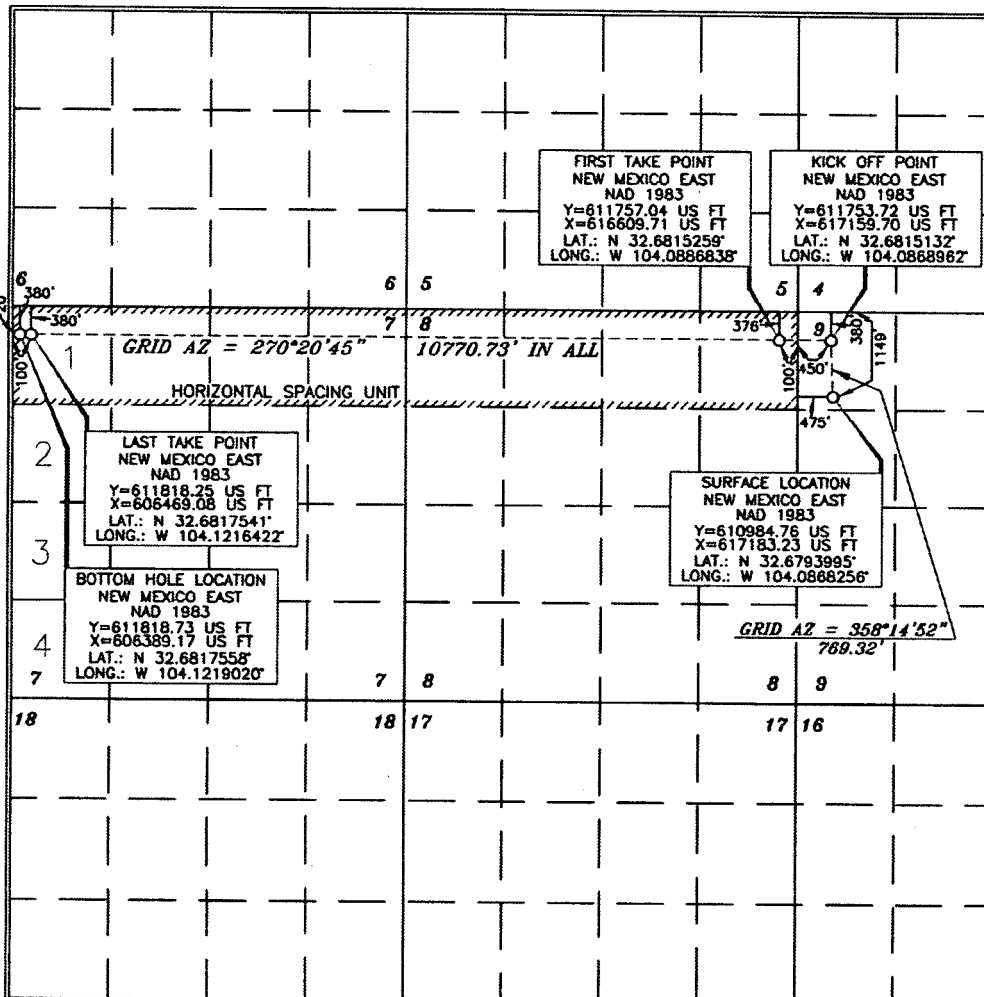 FIRST TAKE POINT
NEW MEXICO EAST
NAD 1983
Y=611757.04 US FT
X=616609.71 US FT
LAT.: N 32.6815259°
LONG.: W 104.0886838°
KICK OFF POINT
NEW MEXICO EAST
NAD 1983
Y=611753.72 US FT
X=617159.70 US FT
LAT.: N 32.6815132°
LONG.: W 104.0868962°
6
380'
6 5
5 4
380'
7 8
376'
9
380'
1149'
1
GRID AZ = 270°20'45" 10770.73' IN ALL
100'
100'
450'
HORIZONTAL SPACING UNIT
475'
2
LAST TAKE POINT
NEW MEXICO EAST
NAD 1983
Y=611818.25 US FT
X=606469.08 US FT
LAT.: N 32.6817541°
LONG.: W 104.1216422°
SURFACE LOCATION
NEW MEXICO EAST
NAD 1983
Y=610984.76 US FT
X=617183.23 US FT
LAT.: N 32.6793995°
LONG.: W 104.0868256°
3
BOTTOM HOLE LOCATION
NEW MEXICO EAST
NAD 1983
Y=611818.73 US FT
X=606389.17 US FT
LAT.: N 32.6817558°
LONG.: W 104.1219020°
4
GRID AZ = 358°14'52"
769.32'
7
7 8
8 9
18
18 17
17 16